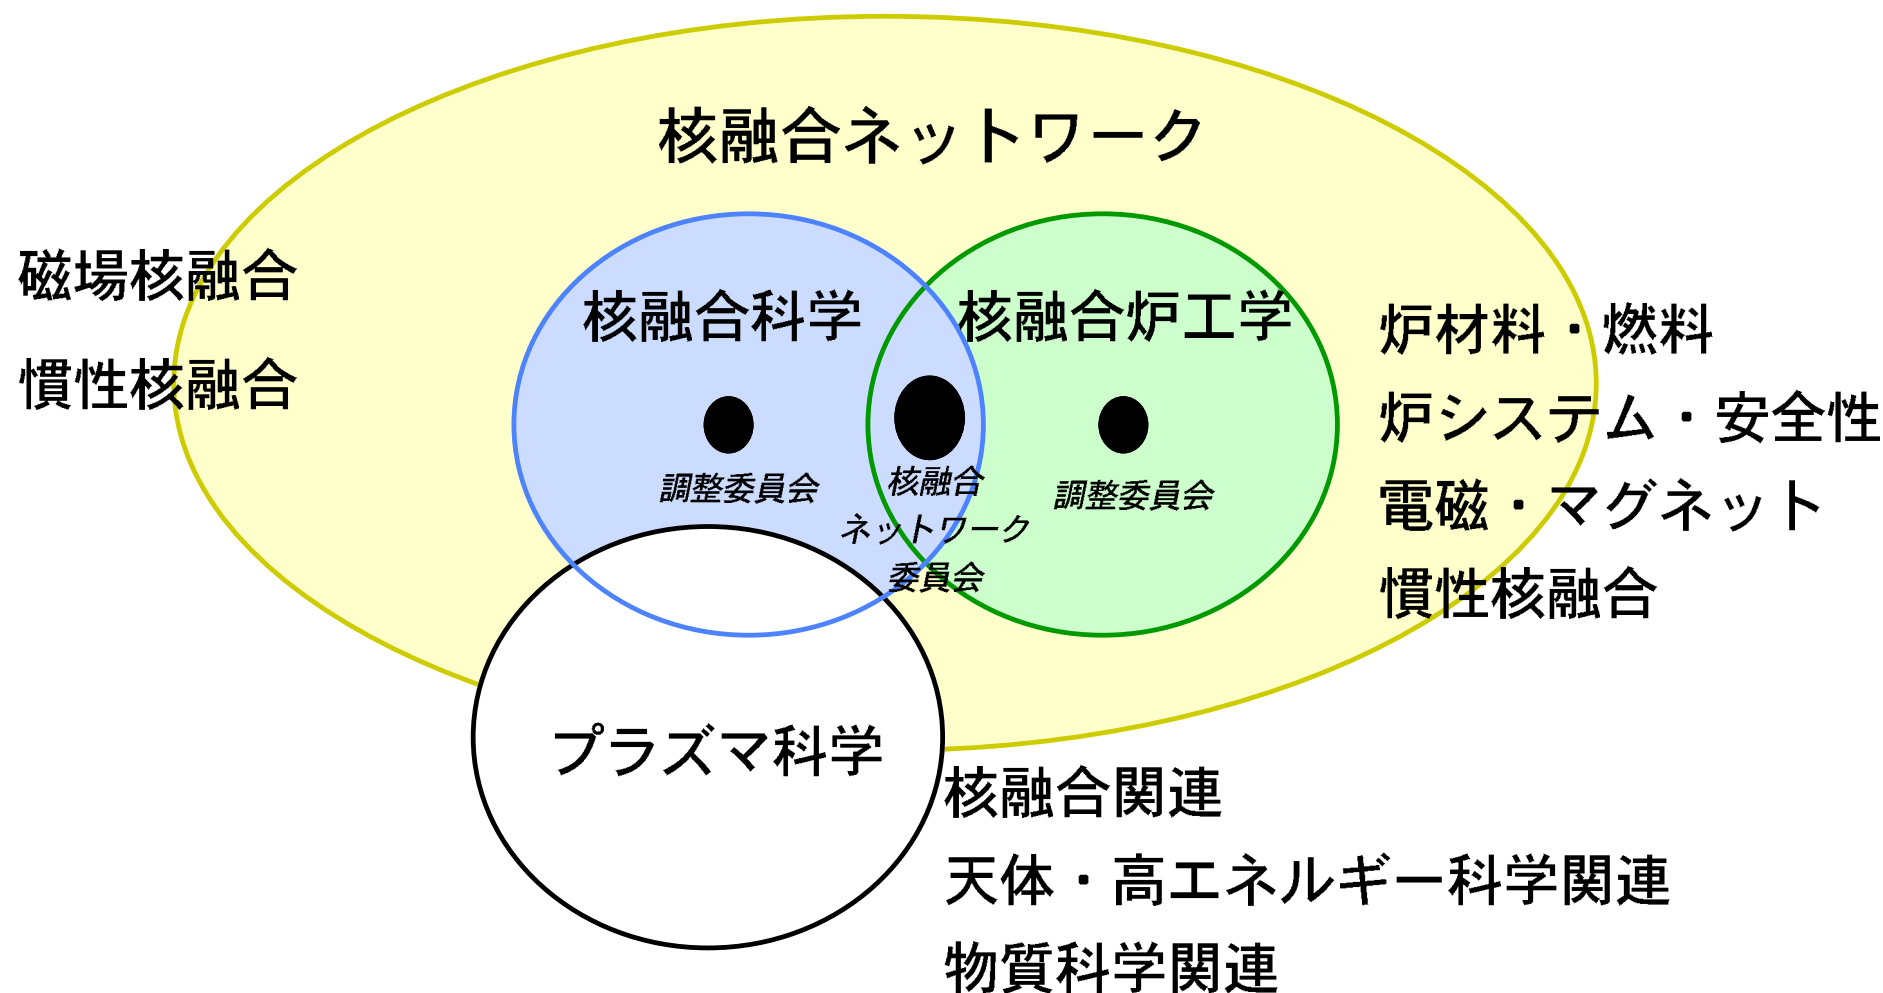 核融合ネットワーク
磁場核融合
慣性核融合
核融合科学
調整委員会
核融合
ネットワーク
委員会
核融合炉工学
調整委員会
炉材料・燃料
炉システム・安全性
電磁・マグネット
慣性核融合
プラズマ科学
核融合関連
天体・高エネルギー科学関連
物質科学関連